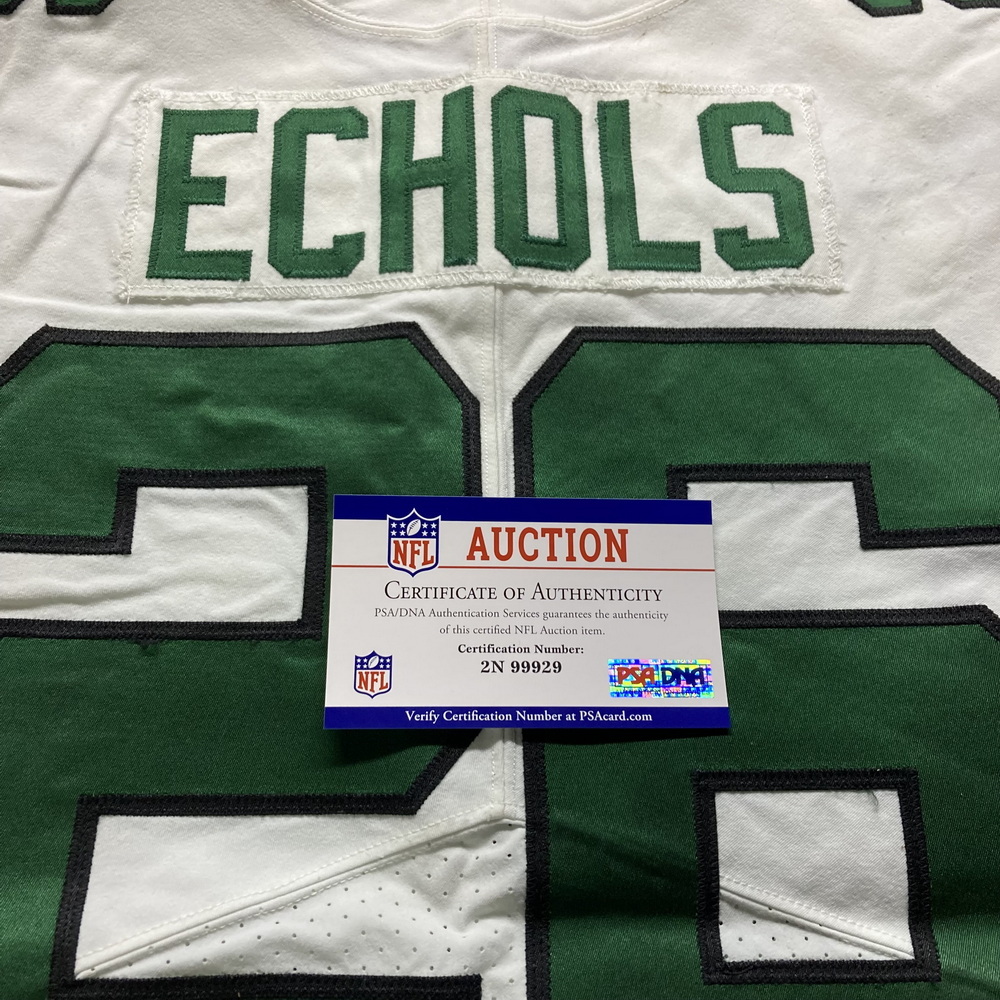 ECHOLS
26
NFL
AUCTION
CERTIFICATE OF AUTHENTICITY
PSA/DNA Authentication Services guarantees the authenticity
of this certified NFL Auction item.
Certification Number:
2N 99929
NFL
PSA DNA
Verify Certification Number at PSAcard.com